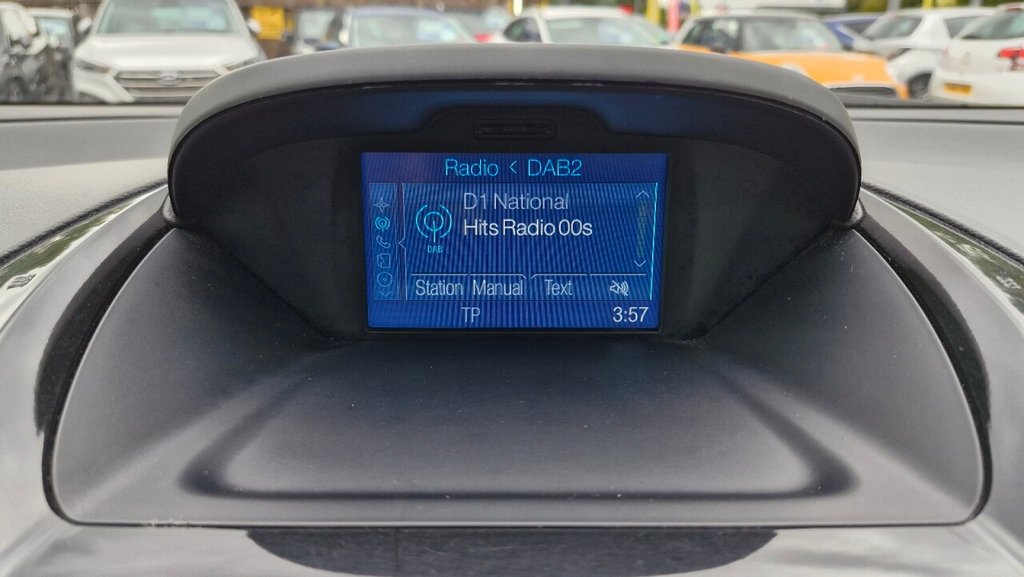 Radio < DAB2
D1 National
Hits Radio 00s
DAB
Station Manual Text
TP 3:57